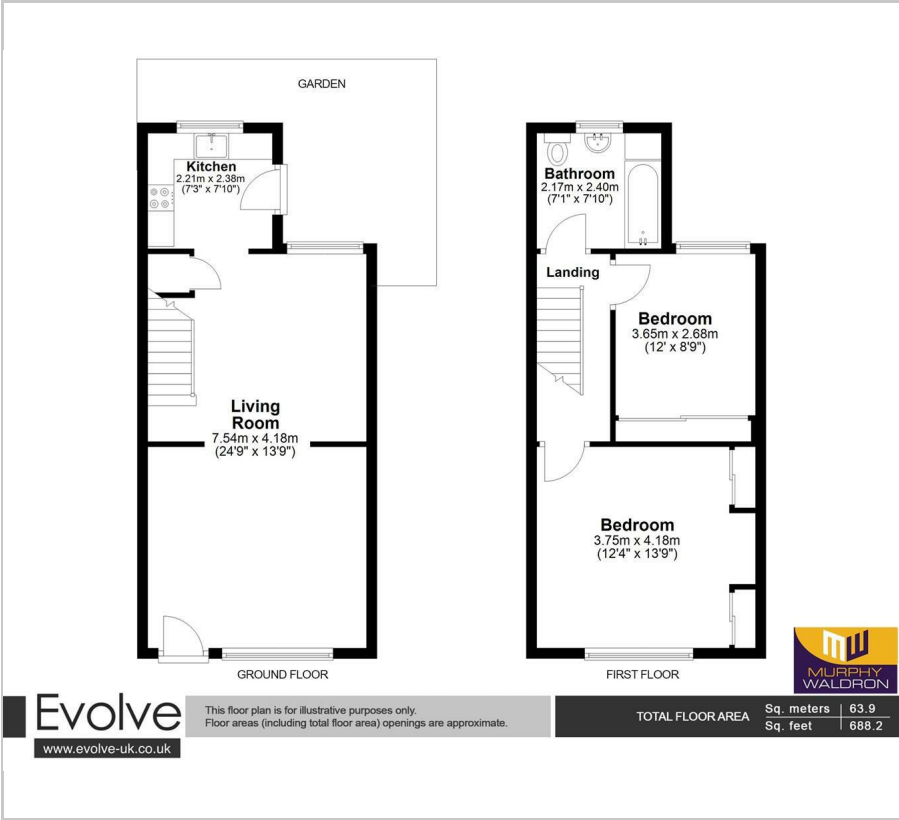 GARDEN
Kitchen
2.21m x 2.38m
(7'3" x 7'10")
Living
Room
7.54m x 4.18m
(24'9" x 13'9")
GROUND FLOOR
Bathroom
2.17m x 2.40m
(7'1" x 7'10")
Landing
Bedroom
3.65m x 2.68m
(12' x 8'9")
Bedroom
3.75m x 4.18m
(12'4" x 13'9")
FIRST FLOOR
MW
MURPHY
WALDRON
Evolve
www.evolve-uk.co.uk
This floor plan is for illustrative purposes only.
Floor areas (including total floor area) openings are approximate.
TOTAL FLOOR AREA
Sq. meters | 63.9
Sq. feet | 688.2